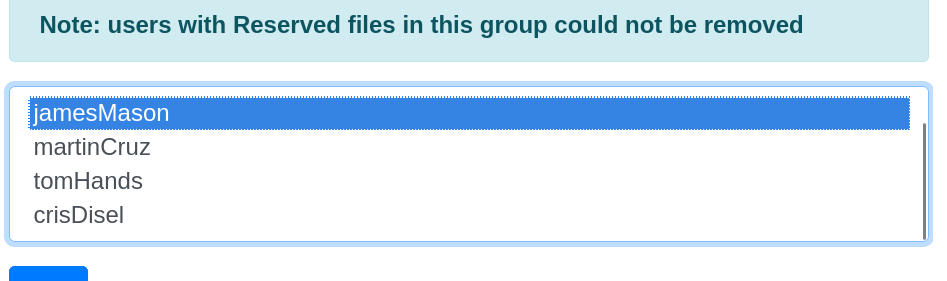 Note: users with Reserved files in this group could not be removed
jamesMason
martinCruz
tomHands
crisDisel